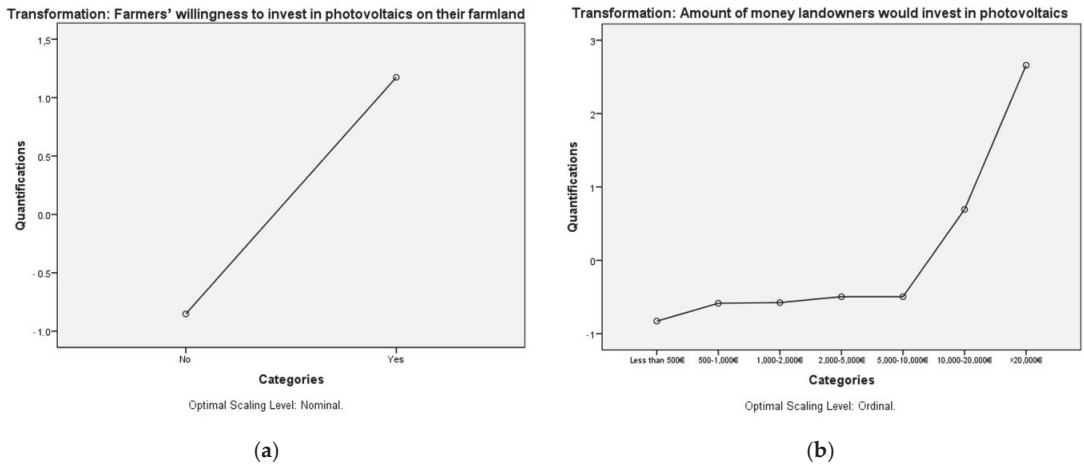 Transformation: Farmers’ willingness to invest in photovoltaics on their farmland
1,5
1.0
0.5
0.0
- 0.5
- 1.0
Quantifications
No
Yes
Categories
Optimal Scaling Level: Nominal.
(a)
Transformation: Amount of money landowners would invest in photovoltaics
3
2
1
0
-1
Quantifications
Less than 500€
500-1,000€
1,000-2,000€
2,000-5,000€
5,000-10,000€
10,000-20,000€
>20,000€
Categories
Optimal Scaling Level: Ordinal.
(b)